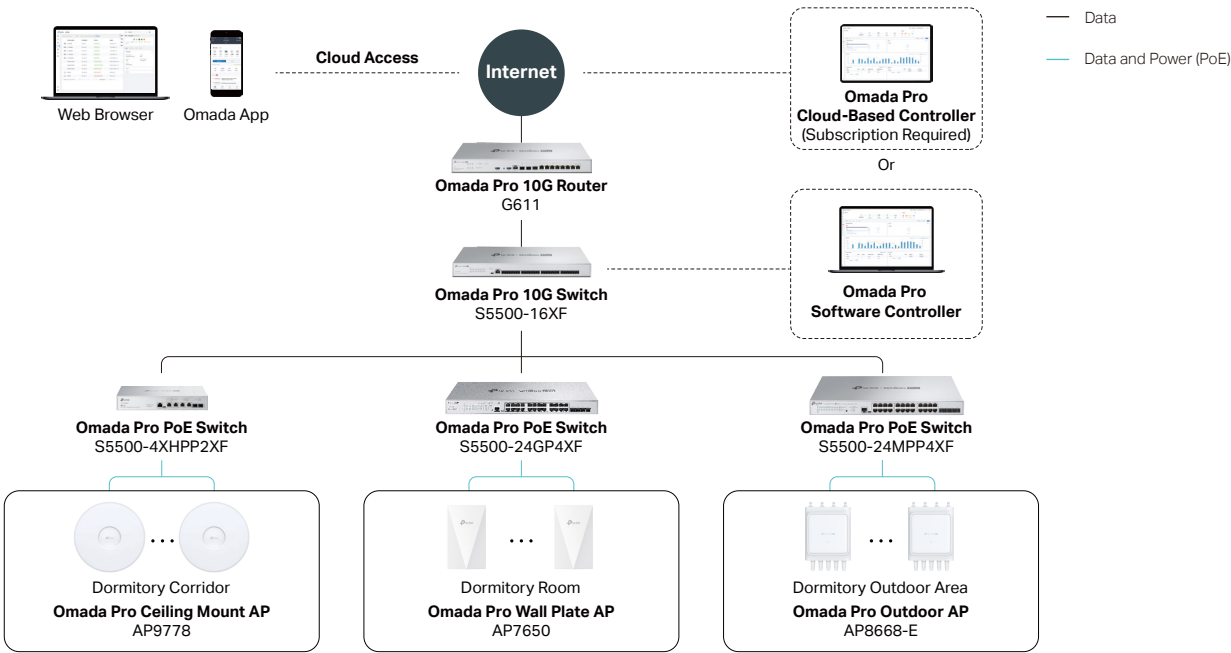 Data
Data and Power (PoE)
Cloud Access
Internet
Web Browser
Omada App
Omada Pro
Cloud-Based Controller
(Subscription Required)
Or
Omada Pro 10G Router
G611
Omada Pro 10G Switch
S5500-16XF
Omada Pro
Software Controller
Omada Pro PoE Switch
S5500-4XHPP2XF
Omada Pro PoE Switch
S5500-24GP4XF
Omada Pro PoE Switch
S5500-24MPP4XF
Dormitory Corridor
Omada Pro Ceiling Mount AP
AP9778
Dormitory Room
Omada Pro Wall Plate AP
AP7650
Dormitory Outdoor Area
Omada Pro Outdoor AP
AP8668-E